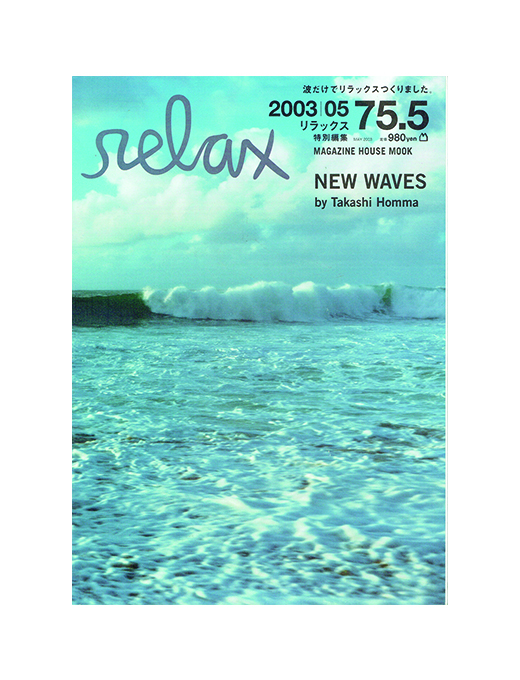 波だけでリラックスつくりました。
relax
2003|05 75.5
リラックス
特別編集 MAY 2003 980yen
MAGAZINE HOUSE MOOK
NEW WAVES
by Takashi Homma